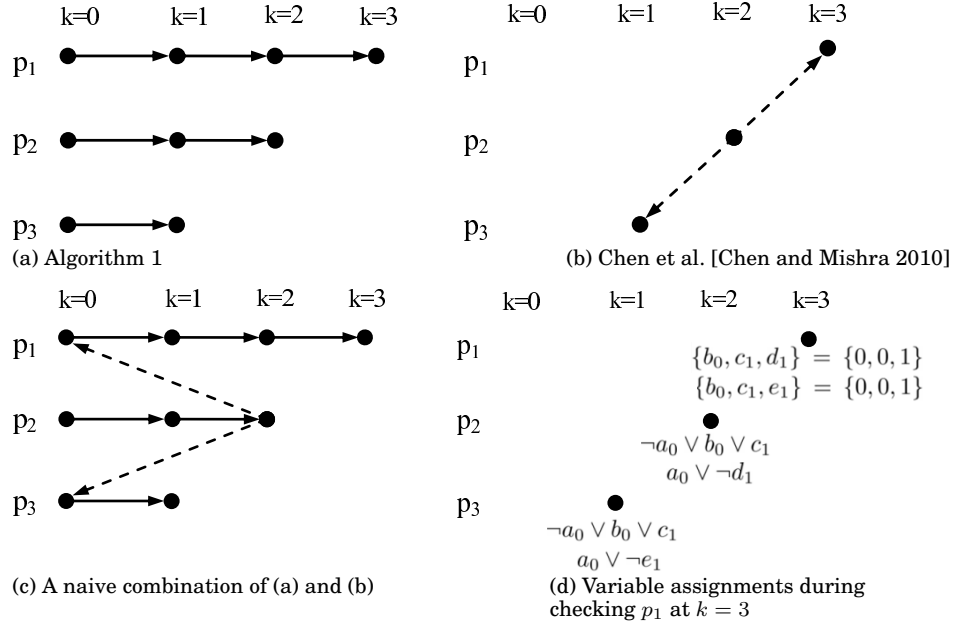 k=0 k=1 k=2 k=3
p₁
p₂
p₃
(a) Algorithm 1
k=0 k=1 k=2 k=3
p₁
p₂
p₃
(b) Chen et al. [Chen and Mishra 2010]
k=0 k=1 k=2 k=3
p₁
p₂
p₃
(c) A naive combination of (a) and (b)
k=0 k=1 k=2 k=3
p₁
{b₀, c₁, d₁} = {0, 0, 1}
{b₀, c₁, e₁} = {0, 0, 1}
p₂
¬a₀ ∨ b₀ ∨ c₁
a₀ ∨ ¬d₁
p₃
¬a₀ ∨ b₀ ∨ c₁
a₀ ∨ ¬e₁
(d) Variable assignments during
checking p₁ at k = 3